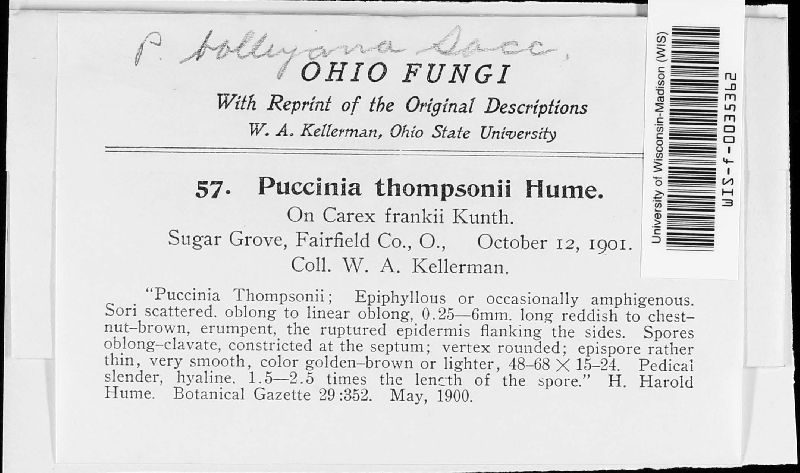 P. bolleyana Sacc.
OHIO FUNGI
With Reprint of the Original Descriptions
W. A. Kellerman, Ohio State University
57. Puccinia thompsonii Hume.
On Carex frankii Kunth.
Sugar Grove, Fairfield Co., O., October 12, 1901.
Coll. W. A. Kellerman.
"Puccinia Thompsonii; Epiphyllous or occasionally amphigenous.
Sori scattered. oblong to linear oblong, 0.25—6mm. long reddish to chest-
nut-brown, erumpent, the ruptured epidermis flanking the sides. Spores
oblong-clavate, constricted at the septum; vertex rounded; epispore rather
thin, very smooth, color golden-brown or lighter, 48-68 × 15-24. Pedical
slender, hyaline. 1.5—2.5 times the length of the spore." H. Harold
Hume. Botanical Gazette 29:352. May, 1900.
University of Wisconsin-Madison (WIS)
WIS-f-0035362